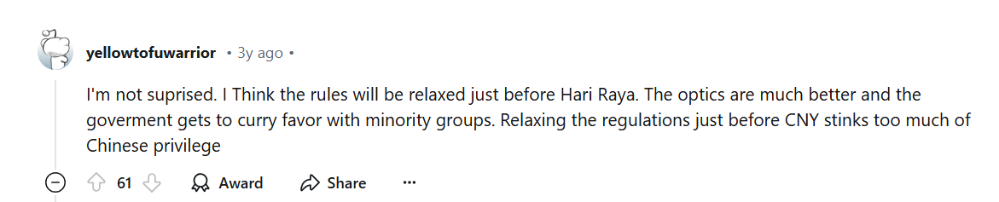 yellowtofuwarrior • 3y ago •
I'm not suprised. I Think the rules will be relaxed just before Hari Raya. The optics are much better and the
goverment gets to curry favor with minority groups. Relaxing the regulations just before CNY stinks too much of
Chinese privilege
61 Award Share ...